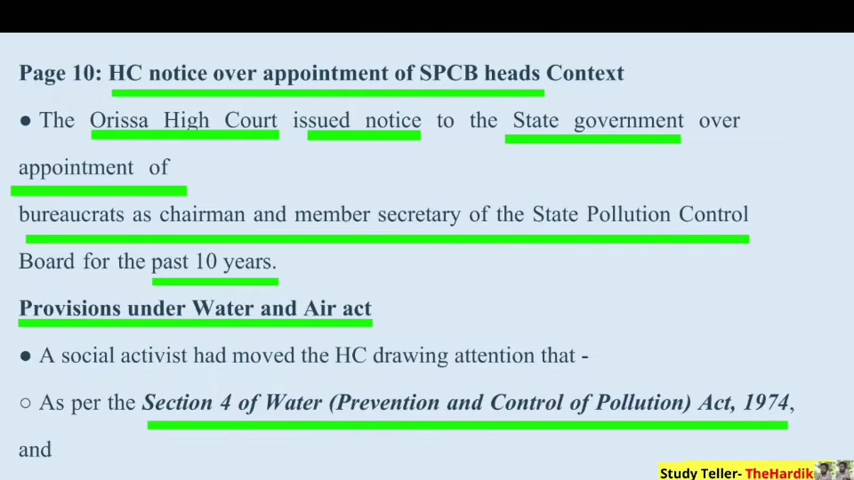 Page 10: HC notice over appointment of SPCB heads Context
● The Orissa High Court issued notice to the State government over
appointment of
bureaucrats as chairman and member secretary of the State Pollution Control
Board for the past 10 years.
Provisions under Water and Air act
● A social activist had moved the HC drawing attention that -
○ As per the Section 4 of Water (Prevention and Control of Pollution) Act, 1974,
and
Study Teller- TheHardik